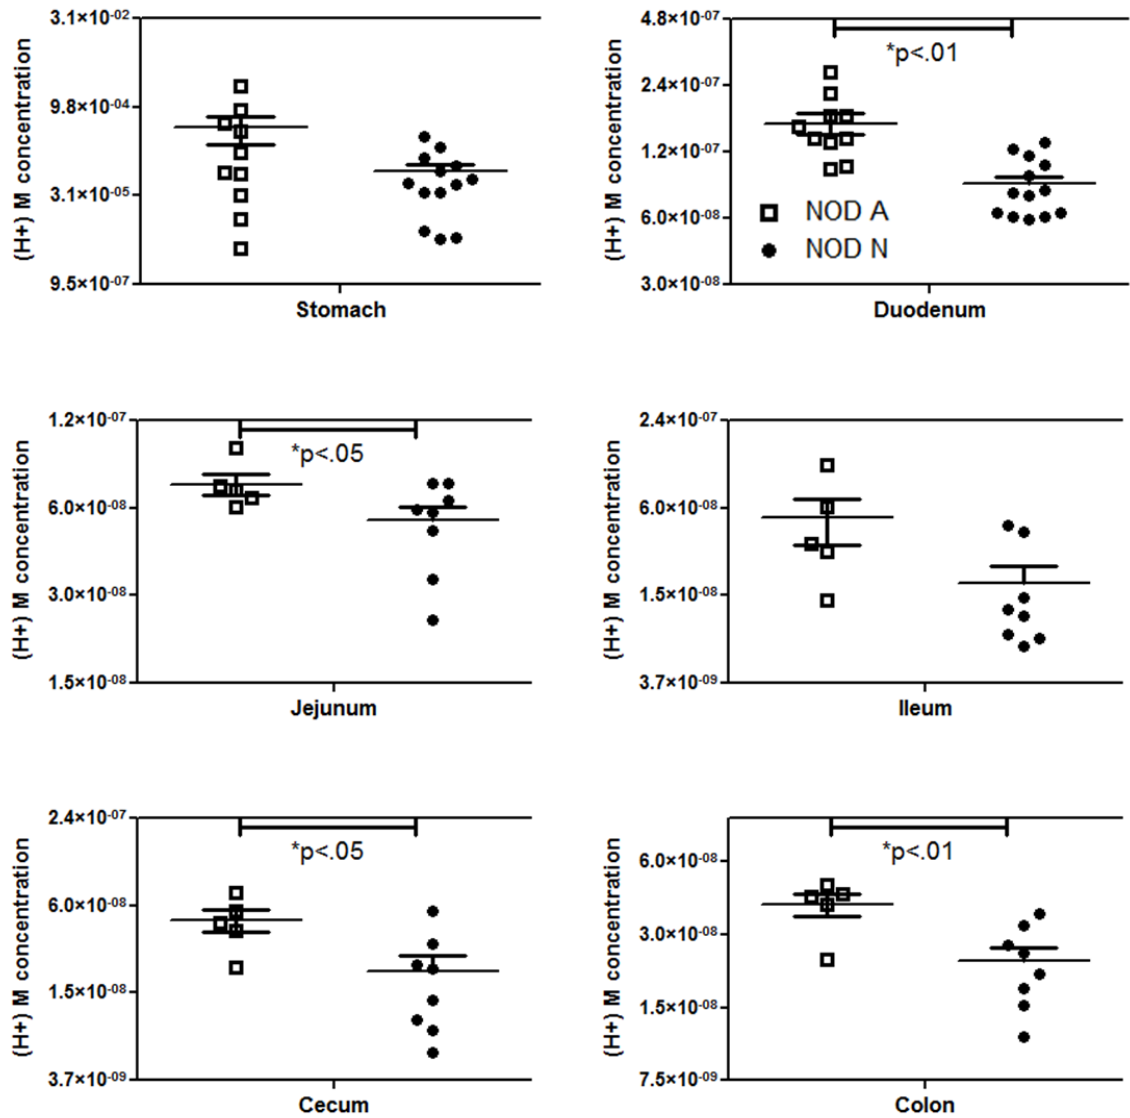 (H+) M concentration
3.1×10⁻⁰²
9.8×10⁻⁰⁴
3.1×10⁻⁰⁵
9.5×10⁻⁰⁷
Stomach
(H+) M concentration
4.8×10⁻⁰⁷
2.4×10⁻⁰⁷
1.2×10⁻⁰⁷
6.0×10⁻⁰⁸
3.0×10⁻⁰⁸
*p<.01
NOD A
NOD N
Duodenum
(H+) M concentration
1.2×10⁻⁰⁷
6.0×10⁻⁰⁸
3.0×10⁻⁰⁸
1.5×10⁻⁰⁸
*p<.05
Jejunum
(H+) M concentration
2.4×10⁻⁰⁷
6.0×10⁻⁰⁸
1.5×10⁻⁰⁸
3.7×10⁻⁰⁹
Ileum
(H+) M concentration
2.4×10⁻⁰⁷
6.0×10⁻⁰⁸
1.5×10⁻⁰⁸
3.7×10⁻⁰⁹
*p<.05
Cecum
(H+) M concentration
6.0×10⁻⁰⁸
3.0×10⁻⁰⁸
1.5×10⁻⁰⁸
7.5×10⁻⁰⁹
*p<.01
Colon